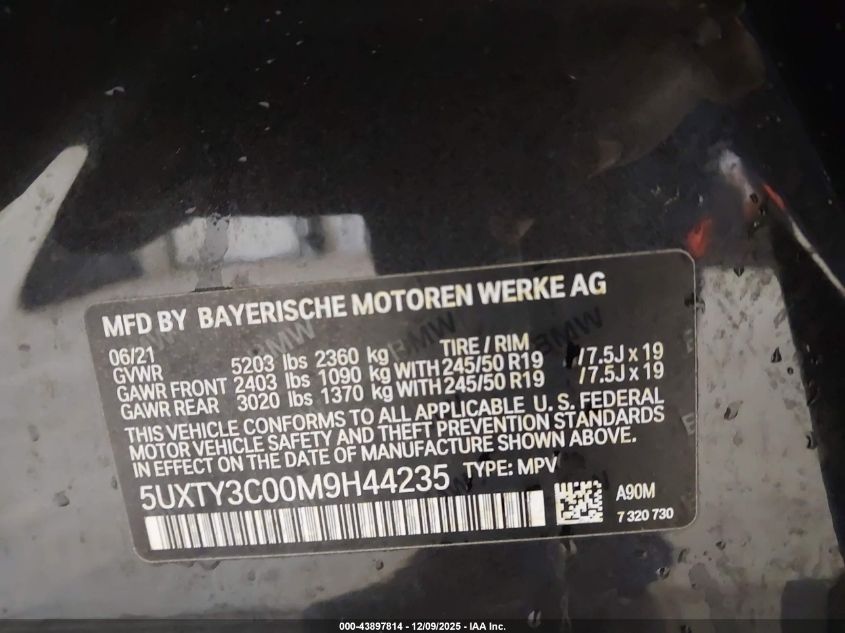 MFD BY BAYERISCHE MOTOREN WERKE AG
06/21 TIRE / RIM
GVWR 5203 lbs 2360 kg
GAWR FRONT 2403 lbs 1090 kg WITH 245/50 R19 /7.5J x 19
GAWR REAR 3020 lbs 1370 kg WITH 245/50 R19 /7.5J x 19
THIS VEHICLE CONFORMS TO ALL APPLICABLE U. S. FEDERAL
MOTOR VEHICLE SAFETY AND THEFT PREVENTION STANDARDS
IN EFFECT ON THE DATE OF MANUFACTURE SHOWN ABOVE.
5UXTY3C00M9H44235 TYPE: MPV
A90M
7 320 730
BMW
BMW
000-43897814 - 12/09/2025 - IAA Inc.